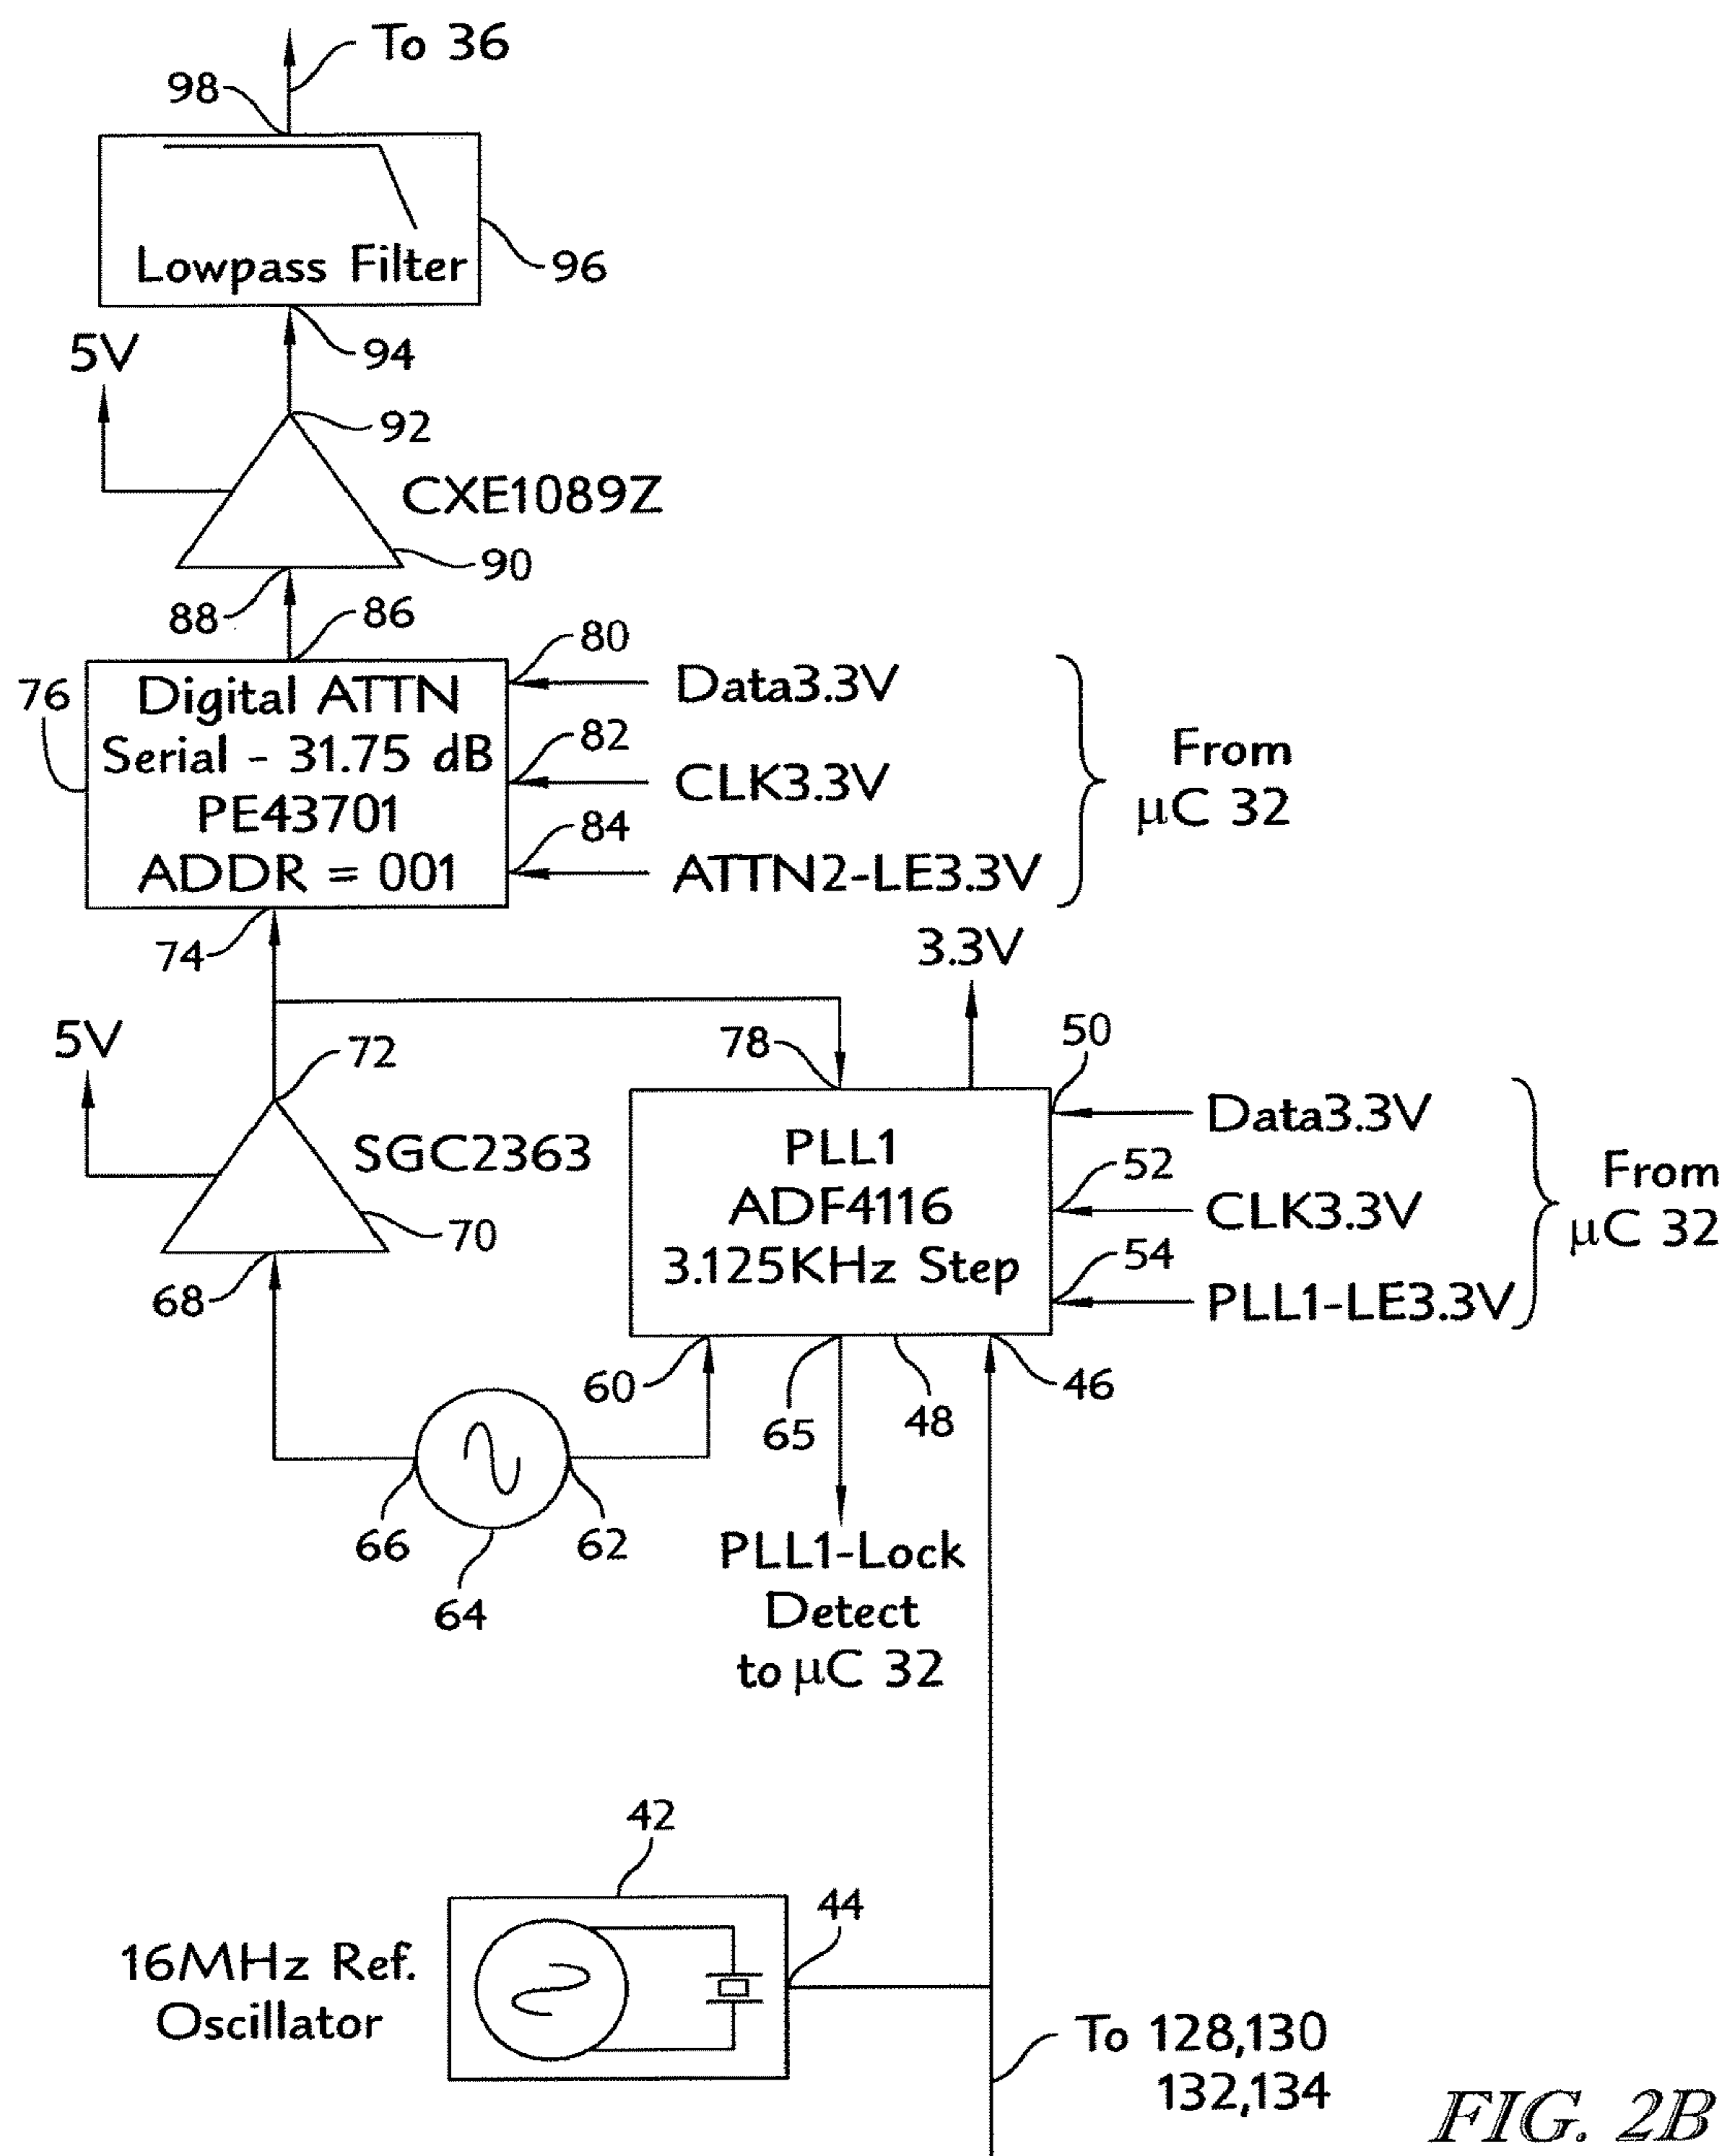 To 36
98
Lowpass Filter
96
5V
94
92
CXE1089Z
90
88
86
80
76
Digital ATTN
Serial - 31.75 dB
PE43701
ADDR = 001
Data3.3V
82
CLK3.3V
84
ATTN2-LE3.3V
From
μC 32
74
3.3V
5V
72
78
50
SGC2363
70
68
PLL1
ADF4116
3.125KHz Step
Data3.3V
52
CLK3.3V
54
PLL1-LE3.3V
From
μC 32
60
65
48
46
66
62
64
PLL1-Lock
Detect
to μC 32
42
44
16MHz Ref.
Oscillator
To 128,130
132,134
FIG. 2B